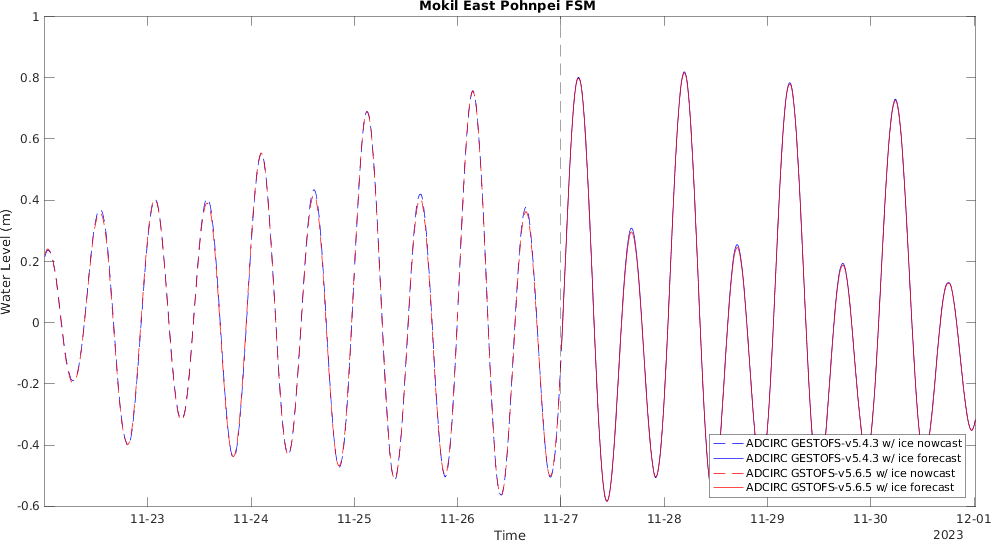 Mokil East Pohnpei FSM
1
0.8
0.6
0.4
0.2
0
-0.2
-0.4
-0.6
Water Level (m)
ADCIRC GESTOFS-v5.4.3 w/ ice nowcast
ADCIRC GESTOFS-v5.4.3 w/ ice forecast
ADCIRC GSTOFS-v5.6.5 w/ ice nowcast
ADCIRC GSTOFS-v5.6.5 w/ ice forecast
11-23 11-24 11-25 11-26 11-27 11-28 11-29 11-30 12-01
Time
2023